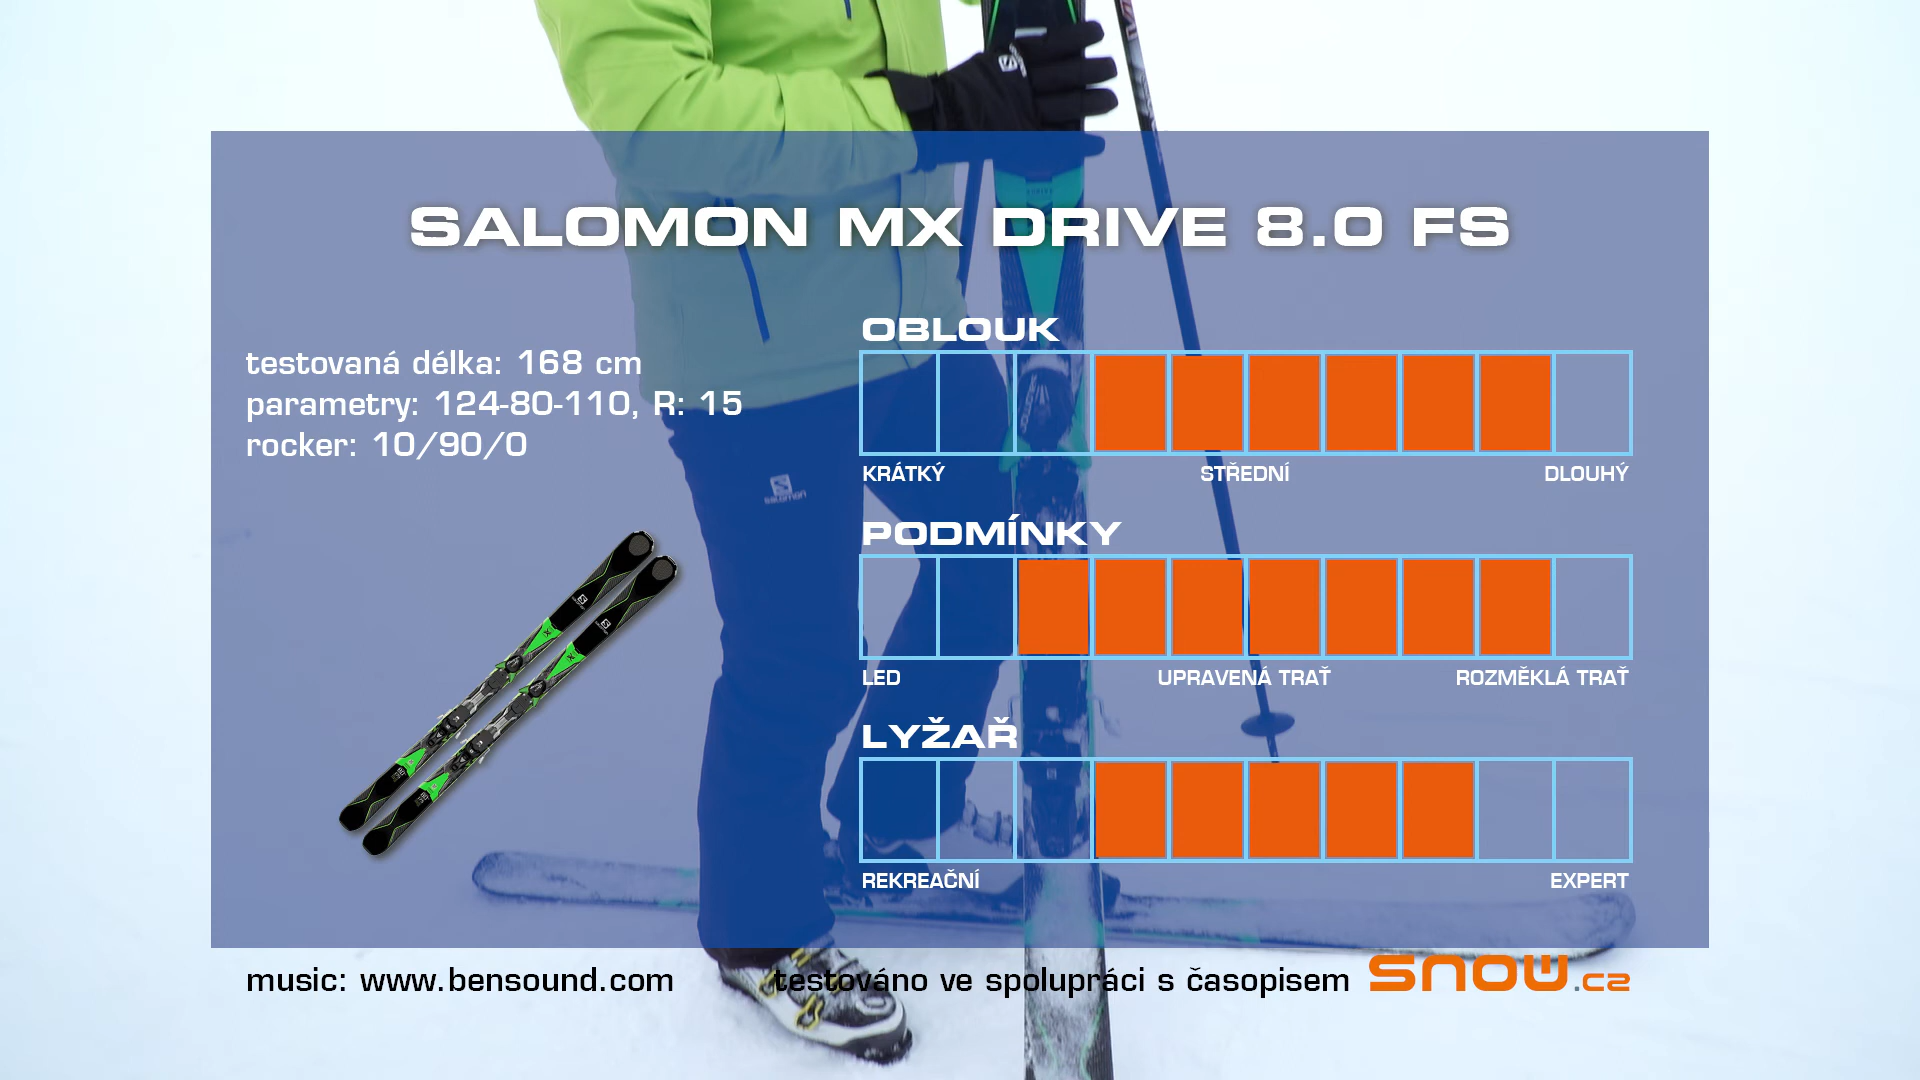 SALOMON MX DRIVE 8.0 FS
testovaná délka: 168 cm
parametry: 124-80-110, R: 15
rocker: 10/90/0
OBLOUK
KRÁTKÝ STŘEDNÍ DLOUHÝ
PODMÍNKY
LED UPRAVENÁ TRAŤ ROZMĚKLÁ TRAŤ
LYŽAŘ
REKREAČNÍ EXPERT
salomon
music: www.bensound.com
testováno ve spolupráci s časopisem snow.cz